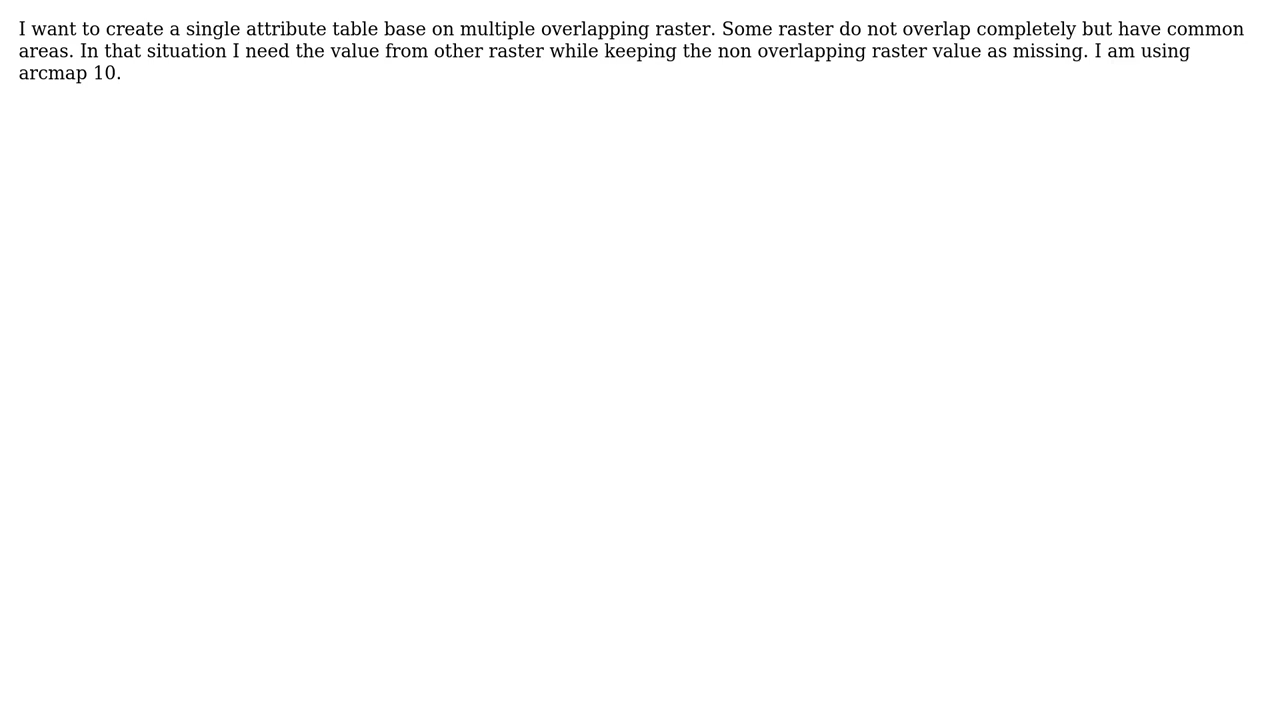 I want to create a single attribute table base on multiple overlapping raster. Some raster do not overlap completely but have common
areas. In that situation I need the value from other raster while keeping the non overlapping raster value as missing. I am using
arcmap 10.